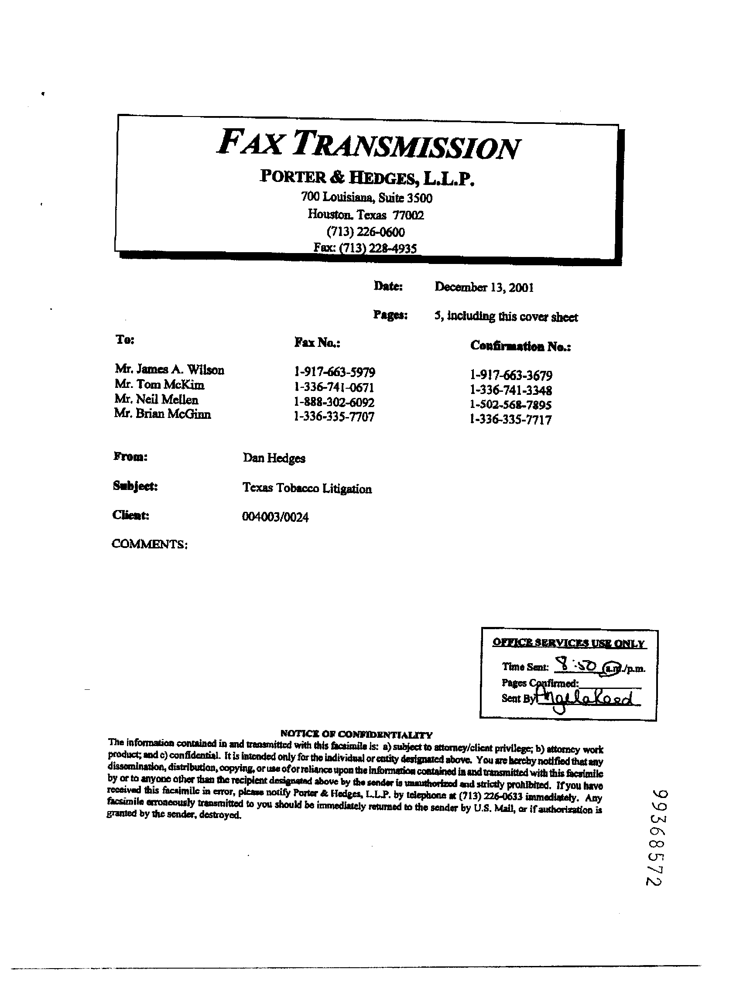 FAX TRANSMISSION
PORTER & HEDGES, L.L.P.
700 Louisiana, Suite 3500
Houston, Texas 77002
(713) 226-0600
Fax: (713) 228-4935
Date: December 13, 2001
Pages: 5, including this cover sheet
To: Fax No.: Confirmation No.:
Mr. James A. Wilson 1-917-663-5979 1-917-663-3679
Mr. Tom McKim 1-336-741-0671 1-336-741-3348
Mr. Neil Mellen 1-888-302-6092 1-502-568-7895
Mr. Brian McGinn 1-336-335-7707 1-336-335-7717
From: Dan Hedges
Subject: Texas Tobacco Litigation
Client: 004003/0024
COMMENTS:
OFFICE SERVICES USE ONLY
Time Sent: 8:50 a.m./p.m.
Pages Confirmed:
Sent By: Angela Reed
NOTICE OF CONFIDENTIALITY
The information contained in and transmitted with this facsimile is: a) subject to attorney/client privilege; b) attorney work
product; and c) confidential. It is intended only for the individual or entity designated above. You are hereby notified that any
dissemination, distribution, copying, or use of or reliance upon the information contained in and transmitted with this facsimile
by or to anyone other than the recipient designated above by the sender is unauthorized and strictly prohibited. If you have
received this facsimile in error, please notify Porter & Hedges, L.L.P. by telephone at (713) 226-0633 immediately. Any
facsimile erroneously transmitted to you should be immediately returned to the sender by U.S. Mail, or if authorization is
granted by the sender, destroyed.
99368572